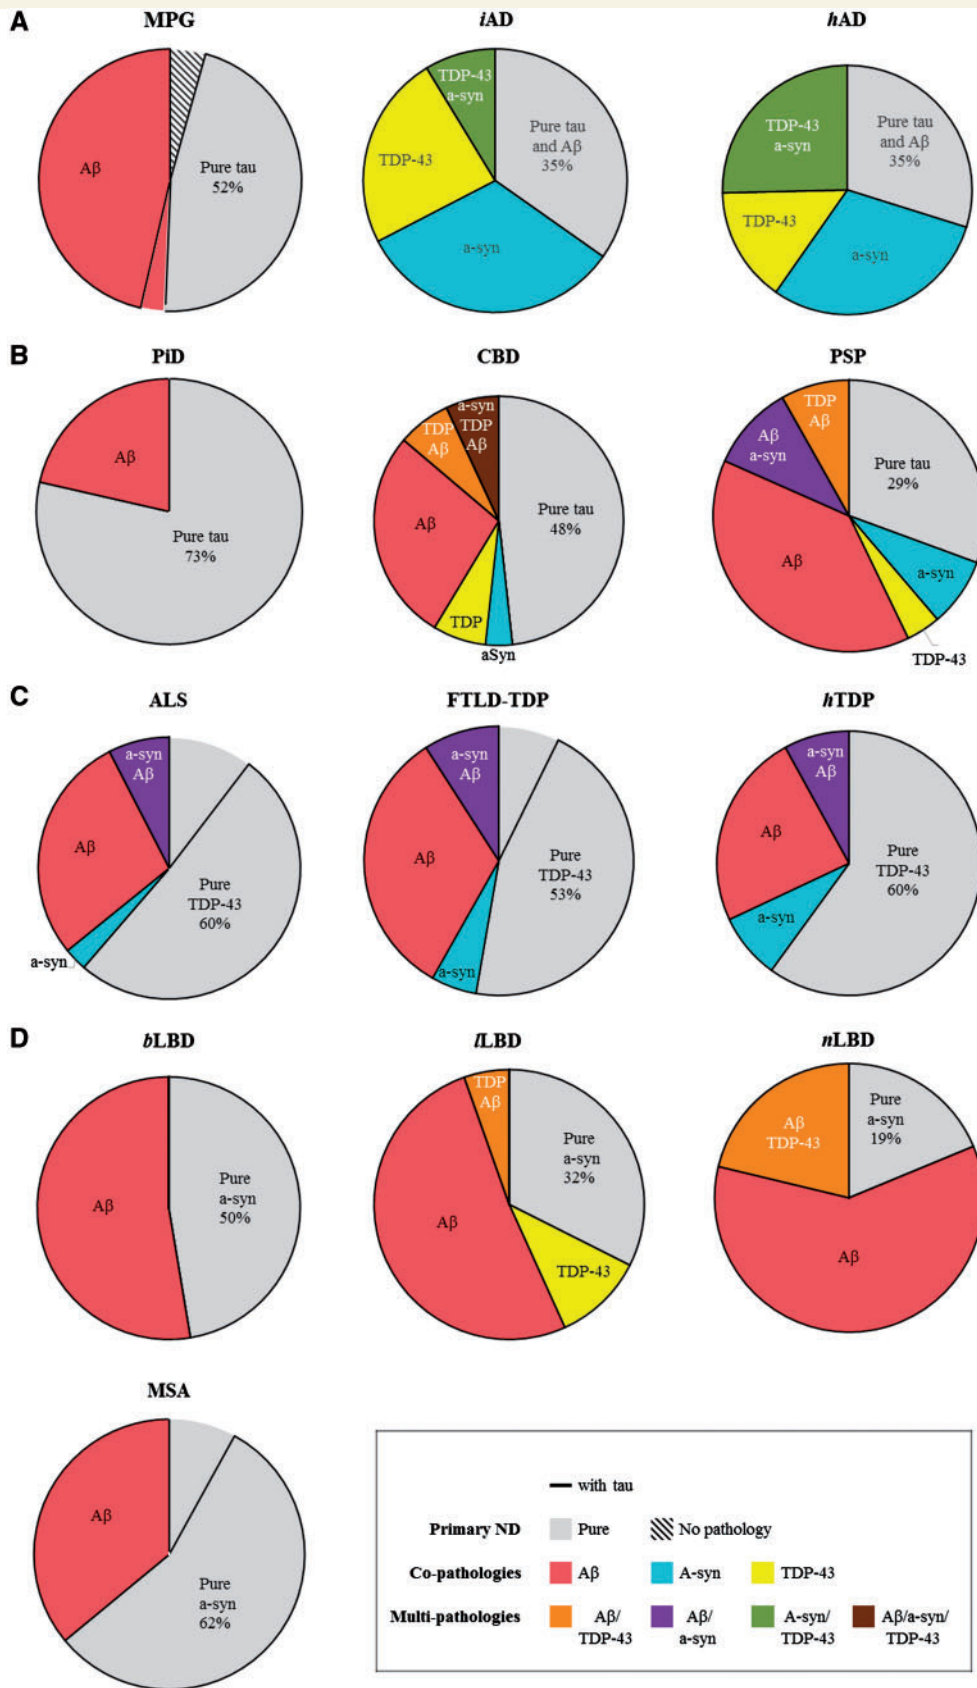 A
MPG
iAD
hAD
Aβ
Pure tau
52%
TDP-43
a-syn
TDP-43
Pure tau
and Aβ
35%
a-syn
TDP-43
a-syn
TDP-43
Pure tau
and Aβ
35%
a-syn
B
PiD
CBD
PSP
Aβ
Pure tau
73%
a-syn
TDP
Aβ
TDP
Aβ
Aβ
Pure tau
48%
TDP
aSyn
TDP
Aβ
Aβ
a-syn
Pure tau
29%
Aβ
a-syn
TDP-43
C
ALS
FTLD-TDP
hTDP
a-syn
Aβ
Aβ
Pure
TDP-43
60%
a-syn
a-syn
Aβ
Aβ
Pure
TDP-43
53%
a-syn
a-syn
Aβ
Aβ
Pure
TDP-43
60%
a-syn
D
bLBD
lLBD
nLBD
Aβ
Pure
a-syn
50%
TDP
Aβ
Pure
a-syn
32%
Aβ
TDP-43
Aβ
TDP-43
Pure
a-syn
19%
Aβ
MSA
Aβ
Pure
a-syn
62%
with tau
Primary ND
Pure
No pathology
Co-pathologies
Aβ
A-syn
TDP-43
Multi-pathologies
Aβ/
TDP-43
Aβ/
a-syn
A-syn/
TDP-43
Aβ/a-syn/
TDP-43